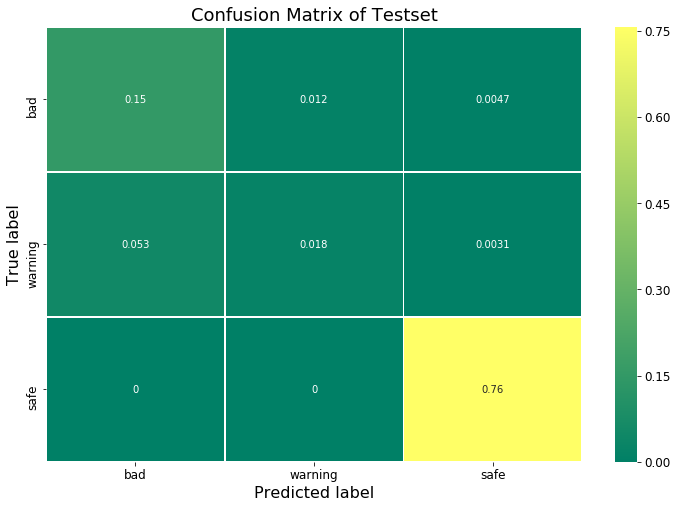 Confusion Matrix of Testset
True label
bad
0.15
0.012
0.0047
warning
0.053
0.018
0.0031
safe
0
0
0.76
bad
warning
safe
Predicted label
0.75
0.60
0.45
0.30
0.15
0.00